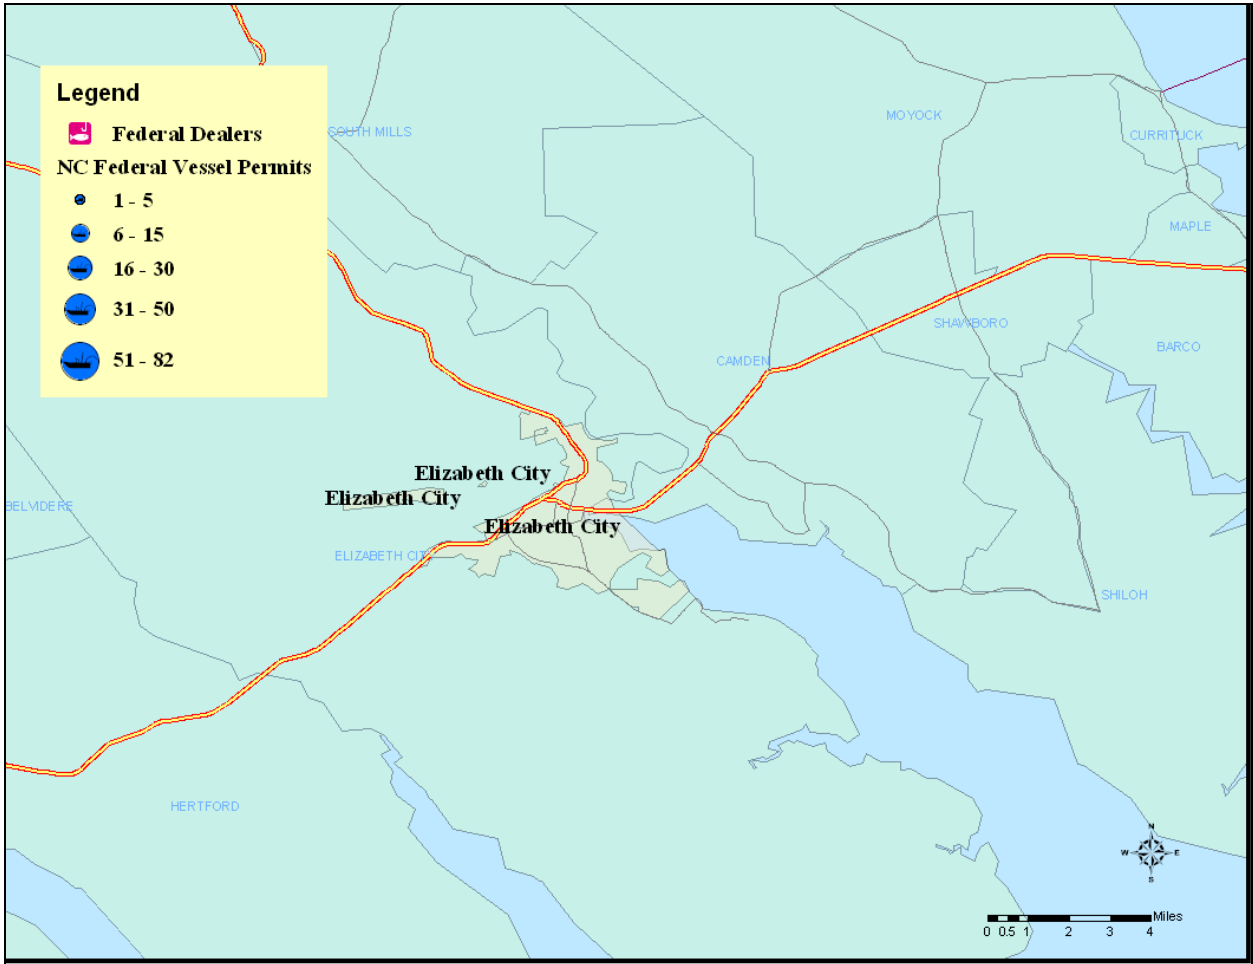 Legend
Federal Dealers
NC Federal Vessel Permits
1 - 5
6 - 15
16 - 30
31 - 50
51 - 82
SOUTH MILLS
MOYOCK
CURRITUCK
MAPLE
SHAWBORO
BARCO
CAMDEN
Elizabeth City
Elizabeth City
BELVIDERE
Elizabeth City
ELIZABETH CIT
SHILOH
HERTFORD
N
W E
S
Miles
0 0.5 1 2 3 4